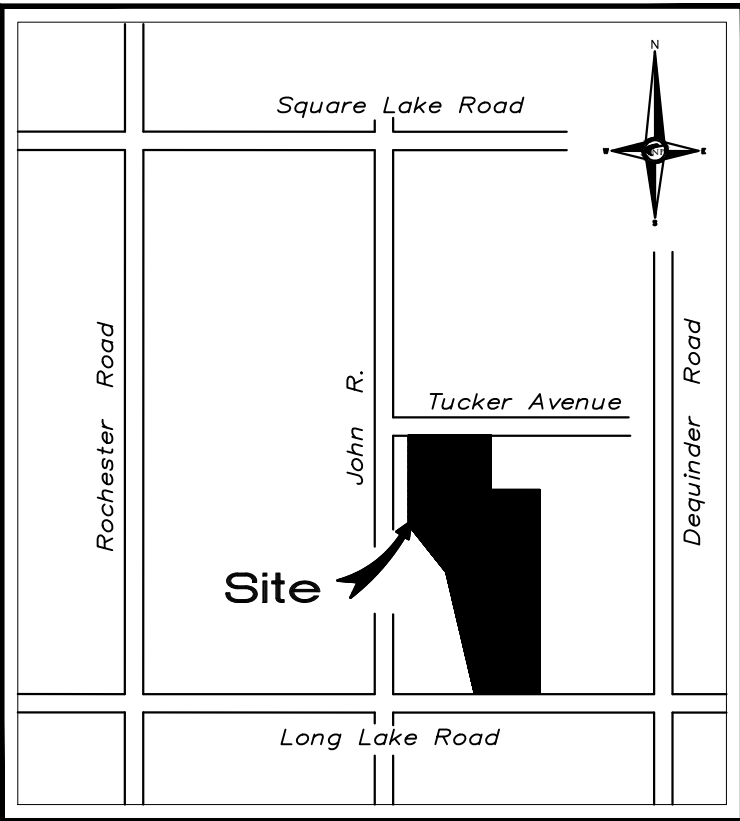 N
Square Lake Road
W
E
S
Rochester Road
John R.
Dequinder Road
Tucker Avenue
Site
Long Lake Road